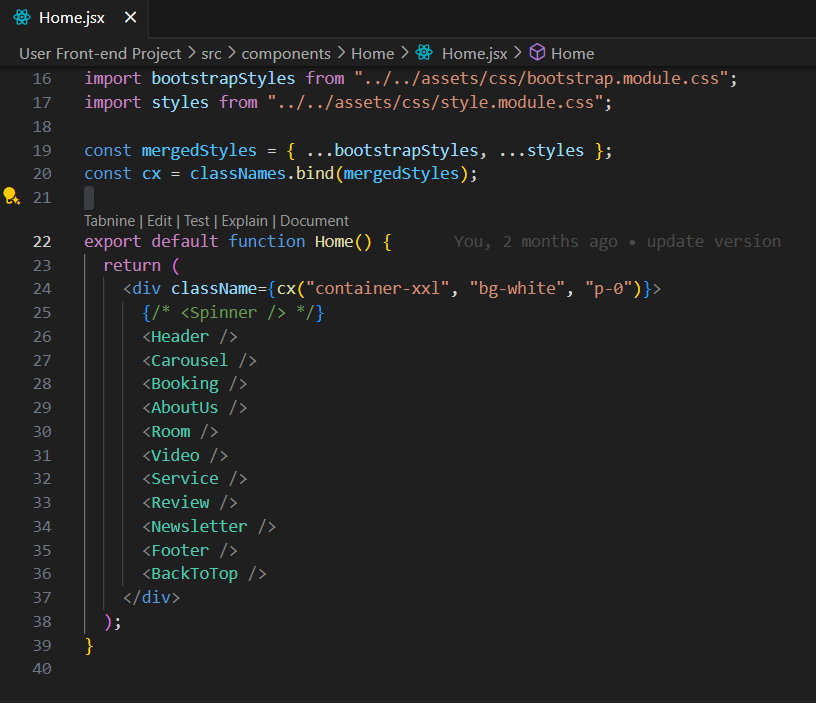 Home.jsx ×
User Front-end Project > src > components > Home > Home.jsx > Home
16 import bootstrapStyles from "../../assets/css/bootstrap.module.css";
17 import styles from "../../assets/css/style.module.css";
18
19 const mergedStyles = { ...bootstrapStyles, ...styles };
20 const cx = classNames.bind(mergedStyles);
21
Tabnine | Edit | Test | Explain | Document
22 export default function Home() { You, 2 months ago • update version
23 return (
24 <div className={cx("container-xxl", "bg-white", "p-0")}>
25 {/* <Spinner /> */}
26 <Header />
27 <Carousel />
28 <Booking />
29 <AboutUs />
30 <Room />
31 <Video />
32 <Service />
33 <Review />
34 <Newsletter />
35 <Footer />
36 <BackToTop />
37 </div>
38 );
39 }
40